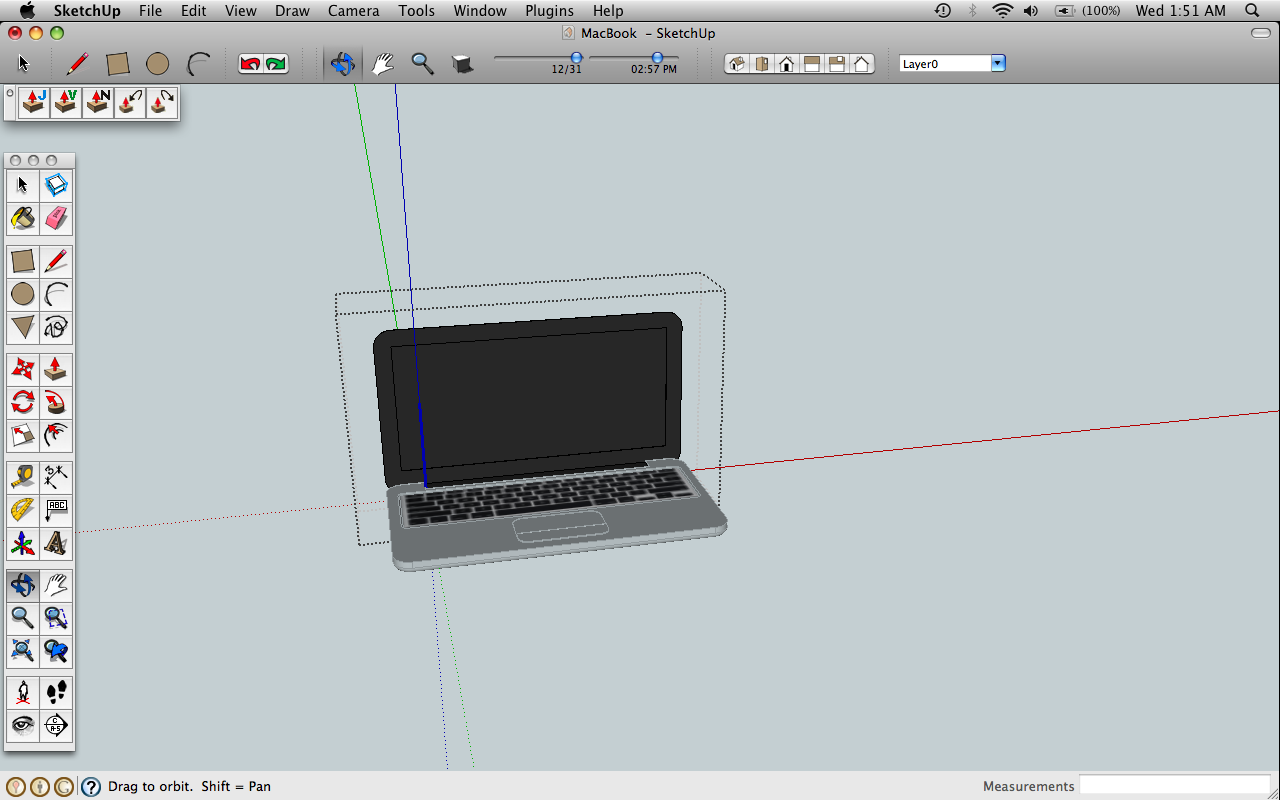 SketchUp File Edit View Draw Camera Tools Window Plugins Help (100%) Wed 1:51 AM
MacBook - SketchUp
12/31 02:57 PM Layer0
J V N
ABC
A
C
A-5
Drag to orbit. Shift = Pan Measurements